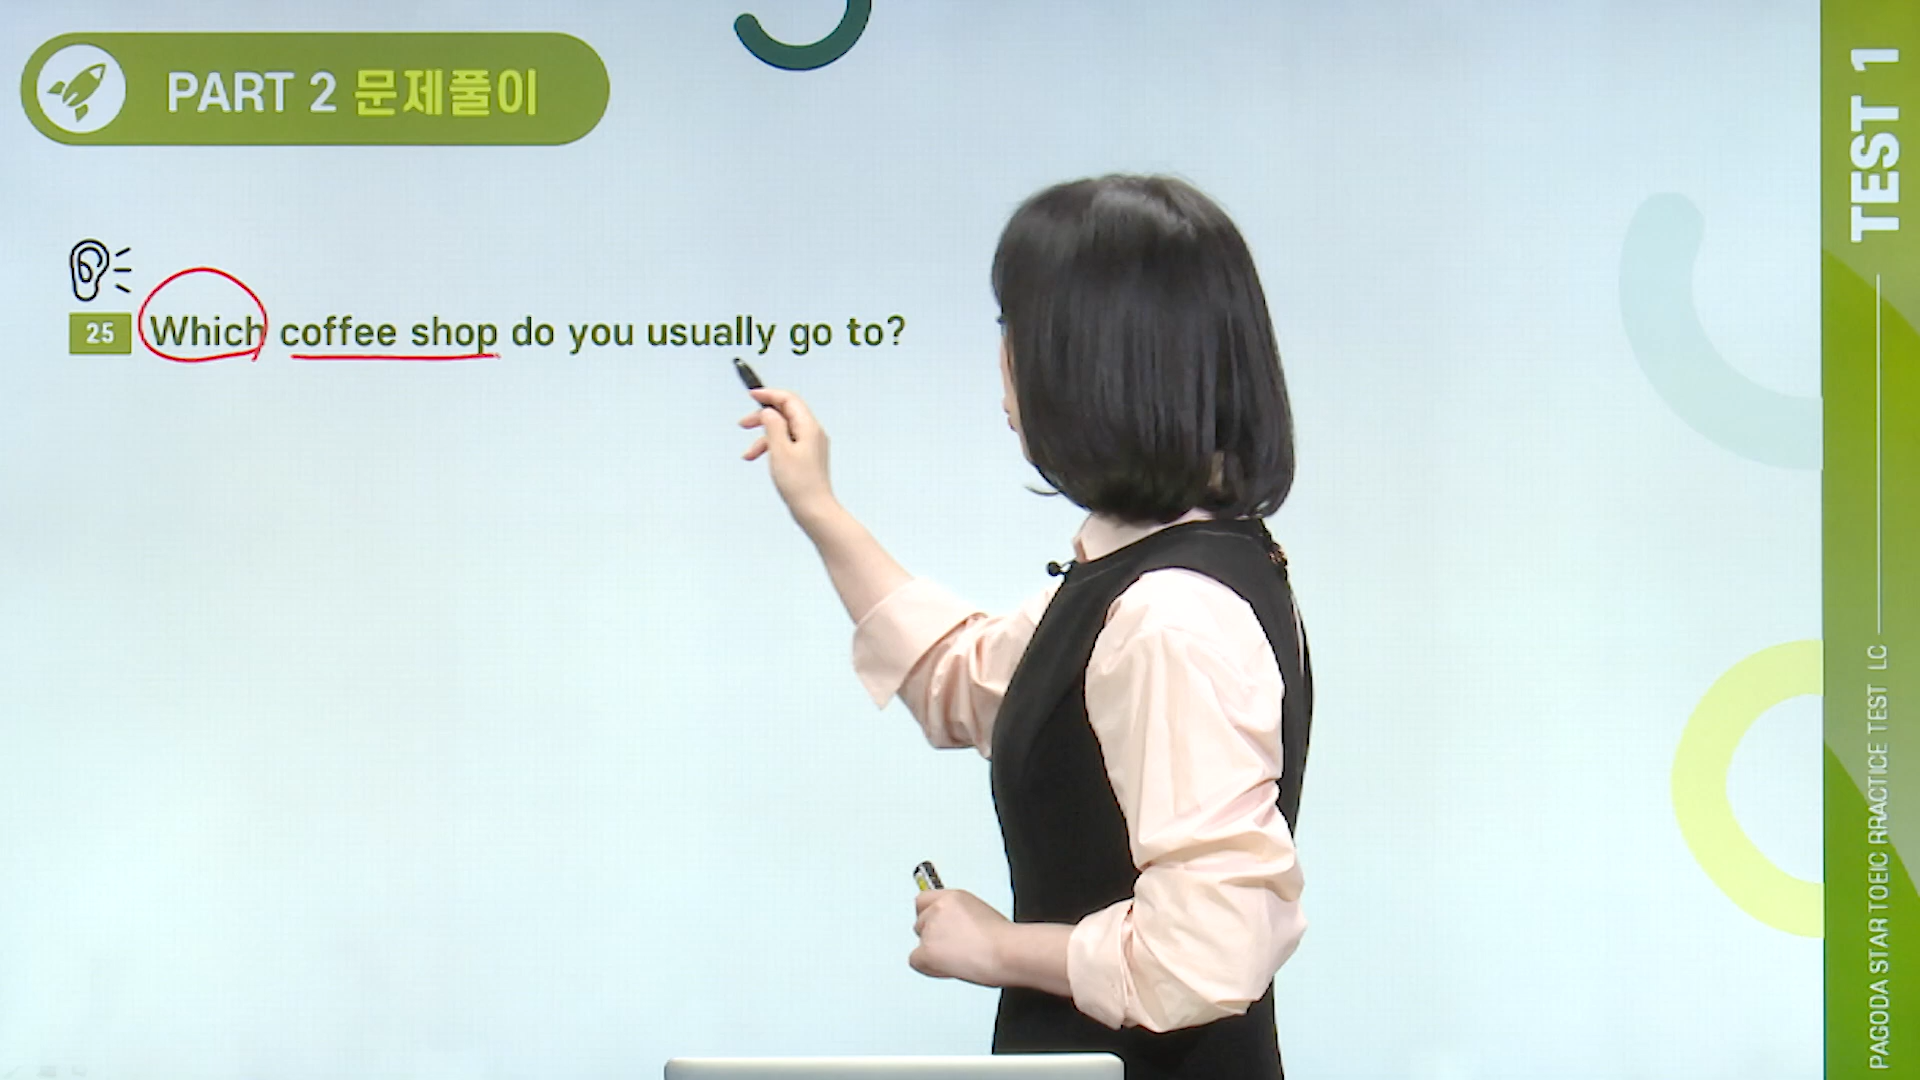 PART 2 문제풀이
25 Which coffee shop do you usually go to?
TEST 1
PAGODA STAR TOEIC RRACTICE TEST LC